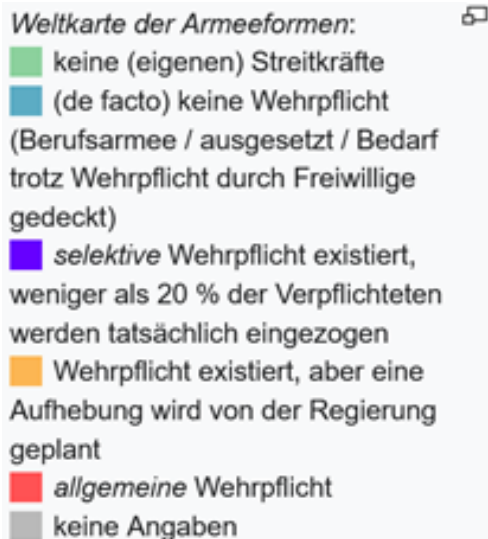 Weltkarte der Armeeformen:
keine (eigenen) Streitkräfte
(de facto) keine Wehrpflicht
(Berufsarmee / ausgesetzt / Bedarf
trotz Wehrpflicht durch Freiwillige
gedeckt)
selektive Wehrpflicht existiert,
weniger als 20 % der Verpflichteten
werden tatsächlich eingezogen
Wehrpflicht existiert, aber eine
Aufhebung wird von der Regierung
geplant
allgemeine Wehrpflicht
keine Angaben